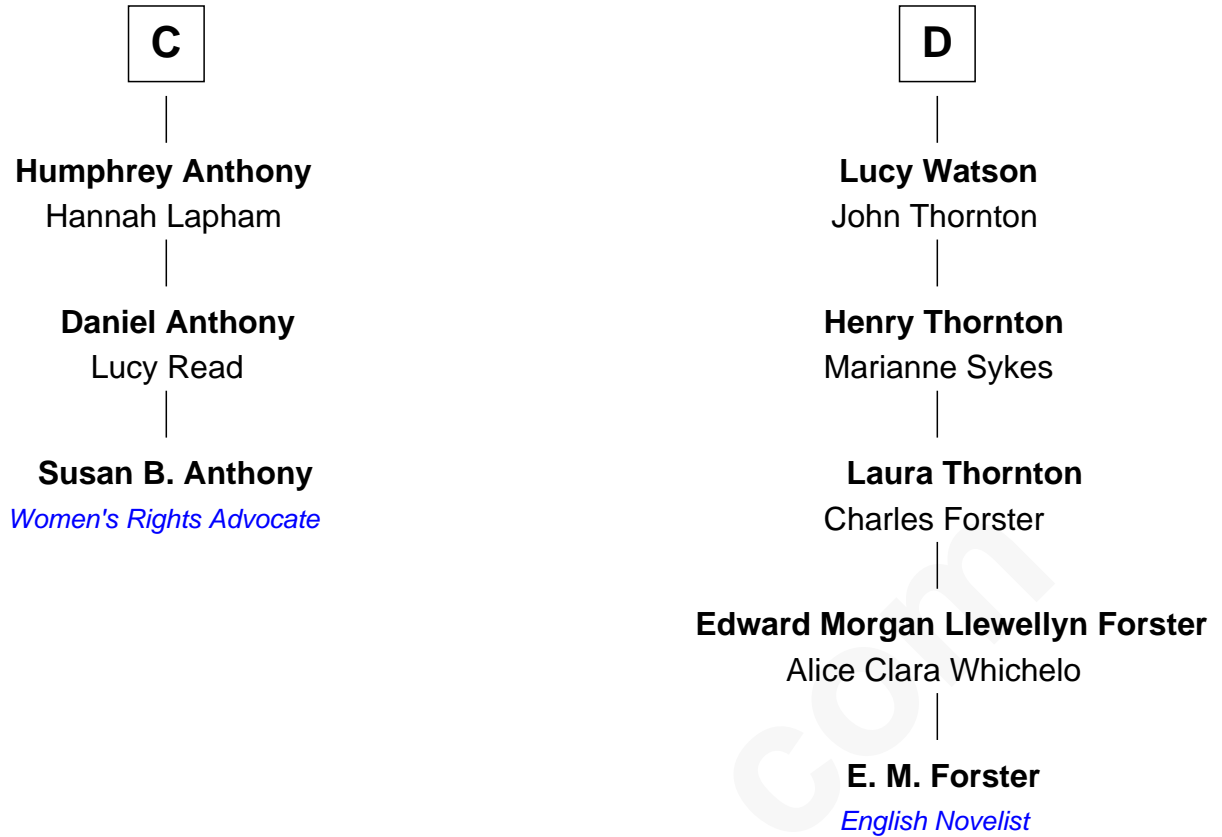 C
Humphrey Anthony
Hannah Lapham
Daniel Anthony
Lucy Read
Susan B. Anthony
Women's Rights Advocate
D
Lucy Watson
John Thornton
Henry Thornton
Marianne Sykes
Laura Thornton
Charles Forster
Edward Morgan Llewellyn Forster
Alice Clara Whichelo
E. M. Forster
English Novelist
com